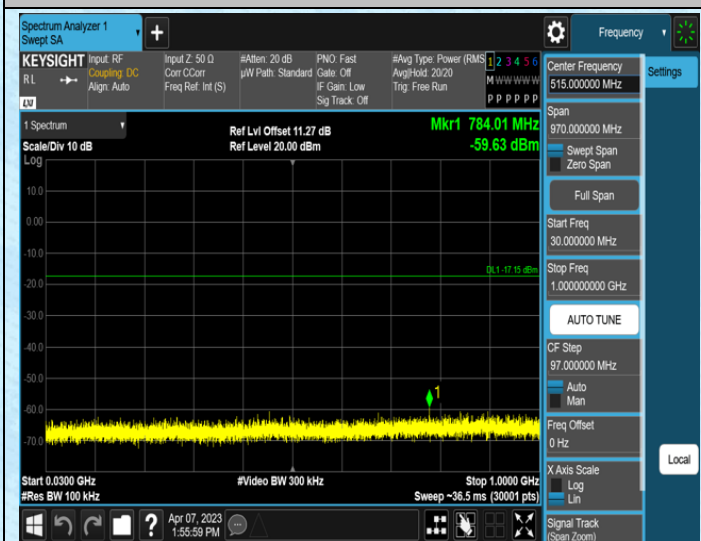 Spectrum Analyzer 1
Swept SA
+
Frequency
KEYSIGHT
RL
LXI
Input: RF
Coupling: DC
Align: Auto
Input Z: 50 Ω
Corr CCorr
Freq Ref: Int (S)
#Atten: 20 dB
µW Path: Standard
PNO: Fast
Gate: Off
IF Gain: Low
Sig Track: Off
#Avg Type: Power (RMS
Avg|Hold: 20/20
Trig: Free Run
1 2 3 4 5 6
M W W W W W
P P P P P P
1 Spectrum
Scale/Div 10 dB
Log
Ref Lvl Offset 11.27 dB
Ref Level 20.00 dBm
Mkr1 784.01 MHz
-59.63 dBm
10.0
0.00
-10.0
-20.0
-30.0
-40.0
-50.0
-60.0
-70.0
DL1 -17.15 dBm
1
Start 0.0300 GHz
#Res BW 100 kHz
#Video BW 300 kHz
Stop 1.0000 GHz
Sweep ~36.5 ms (30001 pts)
?
Apr 07, 2023
1:55:59 PM
Center Frequency
515.000000 MHz
Span
970.000000 MHz
Swept Span
Zero Span
Full Span
Start Freq
30.000000 MHz
Stop Freq
1.000000000 GHz
AUTO TUNE
CF Step
97.000000 MHz
Auto
Man
Freq Offset
0 Hz
X Axis Scale
Log
Lin
Signal Track
(Span Zoom)
Settings
Local